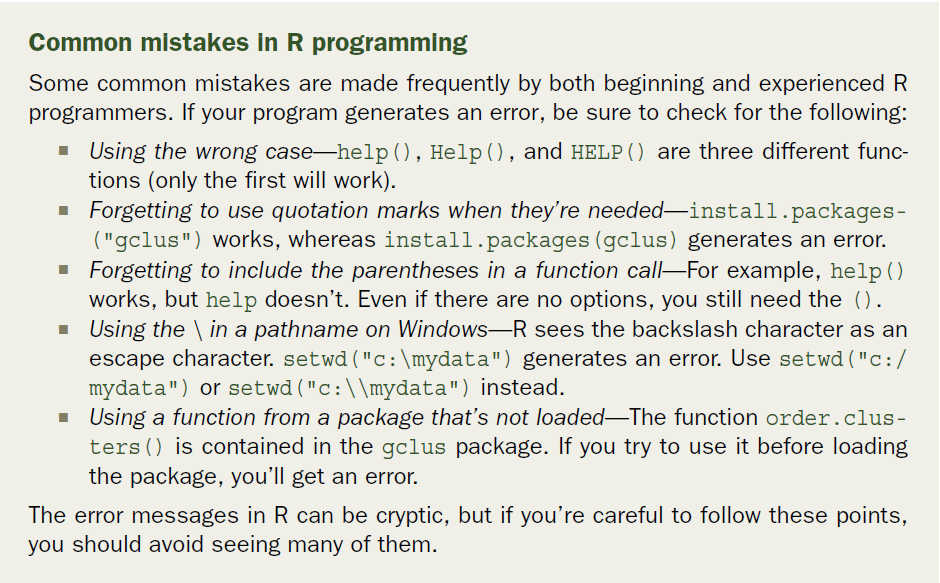 Common mistakes in R programming
Some common mistakes are made frequently by both beginning and experienced R
programmers. If your program generates an error, be sure to check for the following:
■ Using the wrong case—help(), Help(), and HELP() are three different func-
tions (only the first will work).
■ Forgetting to use quotation marks when they're needed—install.packages-
("gclus") works, whereas install.packages(gclus) generates an error.
■ Forgetting to include the parentheses in a function call—For example, help()
works, but help doesn't. Even if there are no options, you still need the ().
■ Using the \ in a pathname on Windows—R sees the backslash character as an
escape character. setwd("c:\mydata") generates an error. Use setwd("c:/
mydata") or setwd("c:\\mydata") instead.
■ Using a function from a package that's not loaded—The function order.clus-
ters() is contained in the gclus package. If you try to use it before loading
the package, you'll get an error.
The error messages in R can be cryptic, but if you're careful to follow these points,
you should avoid seeing many of them.